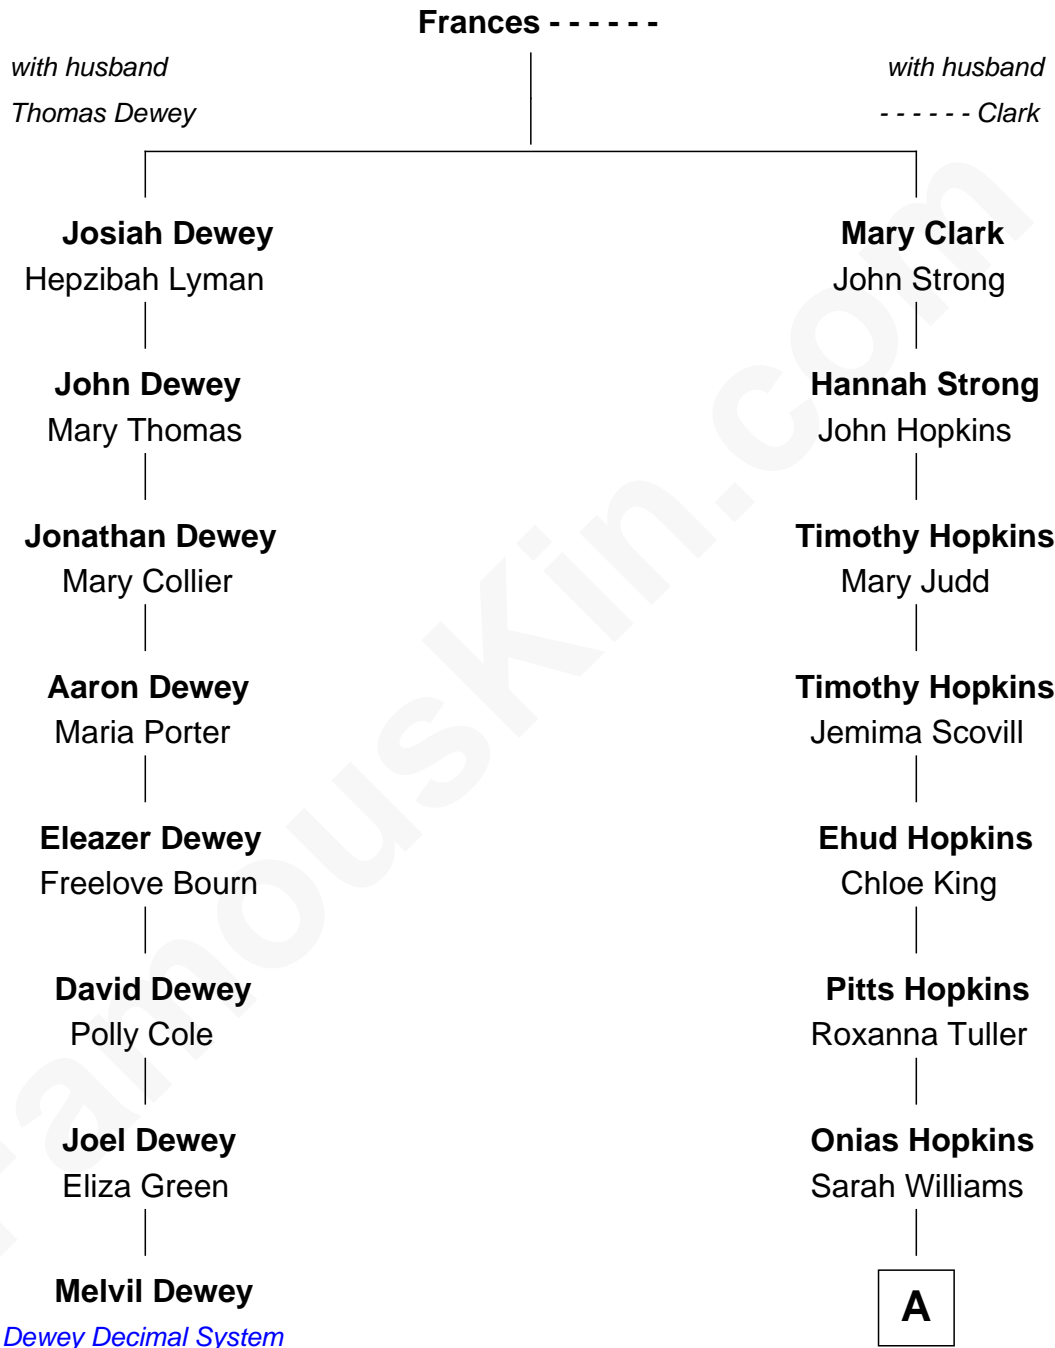 Frances - - - - - -
with husband with husband
Thomas Dewey - - - - - - Clark
Josiah Dewey Mary Clark
Hepzibah Lyman John Strong
John Dewey Hannah Strong
Mary Thomas John Hopkins
Jonathan Dewey Timothy Hopkins
Mary Collier Mary Judd
Aaron Dewey Timothy Hopkins
Maria Porter Jemima Scovill
Eleazer Dewey Ehud Hopkins
Freelove Bourn Chloe King
David Dewey Pitts Hopkins
Polly Cole Roxanna Tuller
Joel Dewey Onias Hopkins
Eliza Green Sarah Williams
Melvil Dewey A
Dewey Decimal System
FamousKin.com